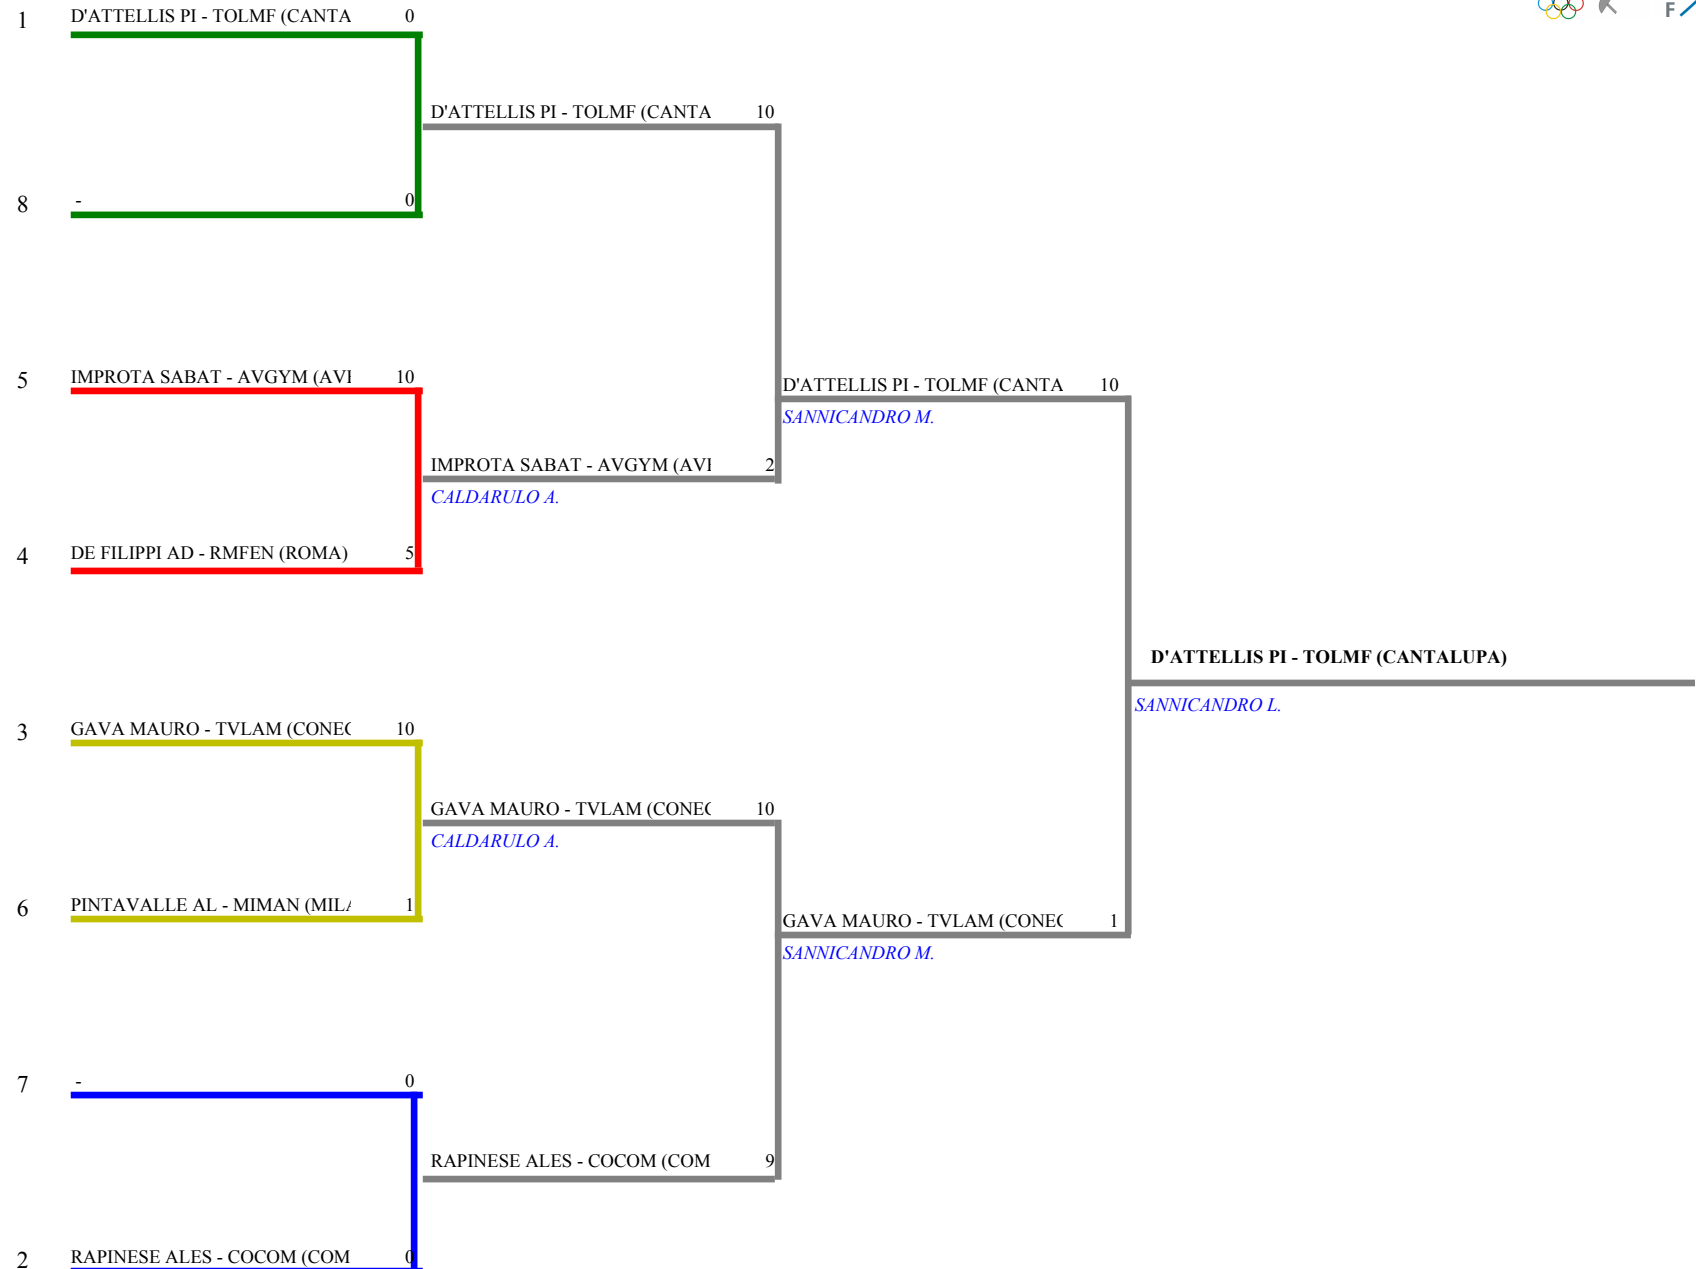 1 D'ATTELLIS PI - TOLMF (CANTA 0
F
D'ATTELLIS PI - TOLMF (CANTA 10
8 - 0
5 IMPROTA SABAT - AVGYM (AVI 10
D'ATTELLIS PI - TOLMF (CANTA 10
SANNICANDRO M.
IMPROTA SABAT - AVGYM (AVI 2
CALDARULO A.
4 DE FILIPPI AD - RMFEN (ROMA) 5
D'ATTELLIS PI - TOLMF (CANTALUPA)
SANNICANDRO L.
3 GAVA MAURO - TVLAM (CONEG 10
GAVA MAURO - TVLAM (CONEG 10
CALDARULO A.
6 PINTAVALLE AL - MIMAN (MILA 1
GAVA MAURO - TVLAM (CONEG 1
SANNICANDRO M.
7 - 0
RAPINESE ALES - COCOM (COM 9
2 RAPINESE ALES - COCOM (COM 0